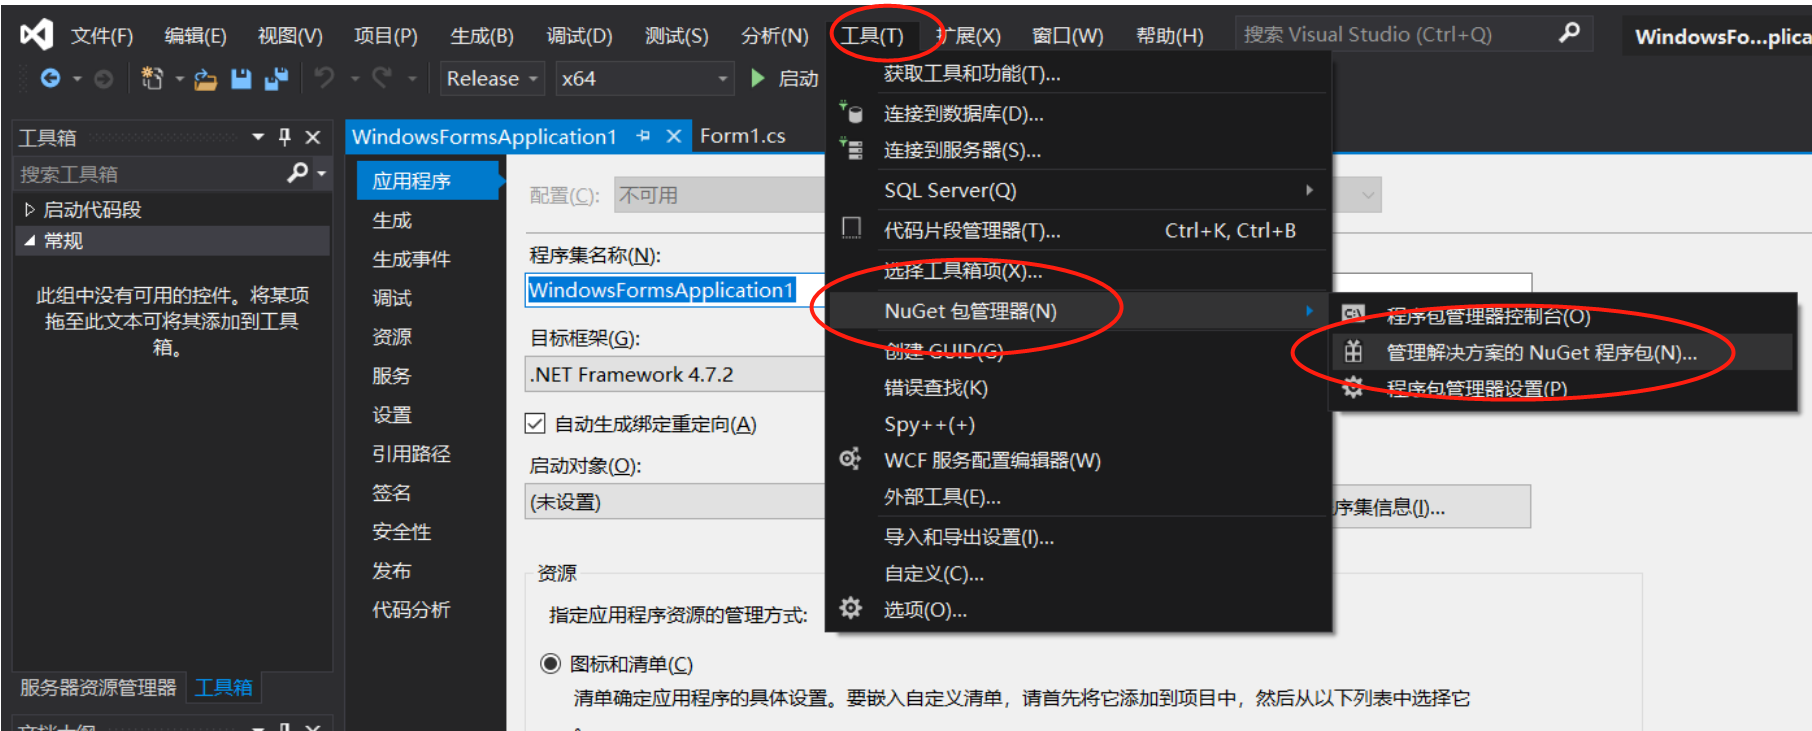 文件(F) 编辑(E) 视图(V) 项目(P) 生成(B) 调试(D) 测试(S) 分析(N) 工具(T) 扩展(X) 窗口(W) 帮助(H) 搜索 Visual Studio (Ctrl+Q) WindowsFo...plica
Release x64 启动
工具箱
搜索工具箱
启动代码段
常规
此组中没有可用的控件。将某项
拖至此文本可将其添加到工具
箱。
服务器资源管理器 工具箱
WindowsFormsApplication1 Form1.cs
应用程序
生成
生成事件
调试
资源
服务
设置
引用路径
签名
安全性
发布
代码分析
配置(C): 不可用
程序集名称(N):
WindowsFormsApplication1
目标框架(G):
.NET Framework 4.7.2
自动生成绑定重定向(A)
启动对象(O):
(未设置)
序集信息(I)...
资源
指定应用程序资源的管理方式:
图标和清单(C)
清单确定应用程序的具体设置。要嵌入自定义清单，请首先将它添加到项目中，然后从以下列表中选择它
获取工具和功能(T)...
连接到数据库(D)...
连接到服务器(S)...
SQL Server(Q)
代码片段管理器(T)... Ctrl+K, Ctrl+B
选择工具箱项(X)...
NuGet 包管理器(N)
创建 GUID(G)
错误查找(K)
Spy++(+)
WCF 服务配置编辑器(W)
外部工具(E)...
导入和导出设置(I)...
自定义(C)...
选项(O)...
程序包管理器控制台(O)
管理解决方案的 NuGet 程序包(N)...
程序包管理器设置(P)